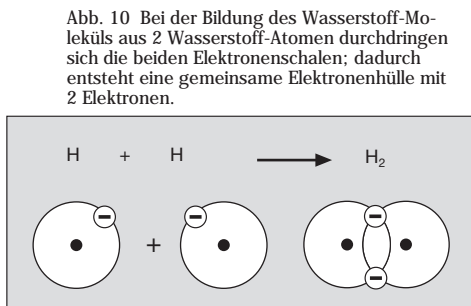 Abb. 10 Bei der Bildung des Wasserstoff-Mo-
leküls aus 2 Wasserstoff-Atomen durchdringen
sich die beiden Elektronenschalen; dadurch
entsteht eine gemeinsame Elektronenhülle mit
2 Elektronen.
H + H → H₂
− + − −
−